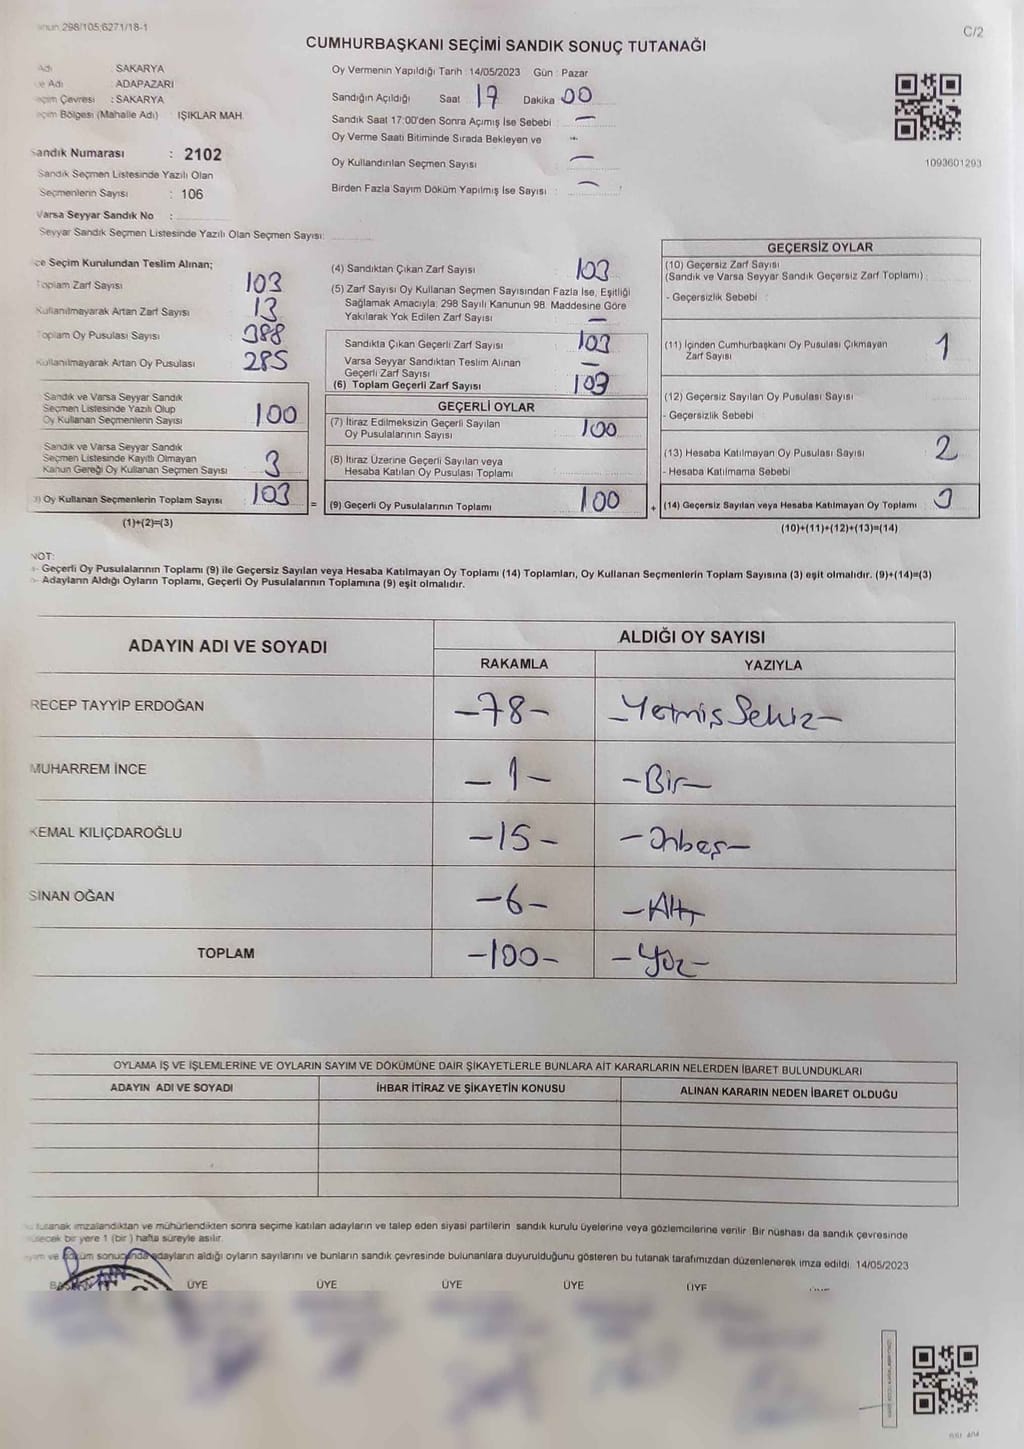 298/105,6271/18-1
C/2
CUMHURBAŞKANI SEÇİMİ SANDIK SONUÇ TUTANAĞI
Adı : SAKARYA
Adı : ADAPAZARI
Çevresi : SAKARYA
Bölgesi (Mahalle Adı) : IŞIKLAR MAH.
Sandık Numarası : 2102
Sandık Seçmen Listesinde Yazılı Olan
Seçmenlerin Sayısı : 106
Varsa Seyyar Sandık No :
Seyyar Sandık Seçmen Listesinde Yazılı Olan Seçmen Sayısı:
Oy Vermenin Yapıldığı Tarih : 14/05/2023 Gün : Pazar
Sandığın Açıldığı Saat 17 Dakika 00
Sandık Saat 17:00'den Sonra Açımış İse Sebebi : —
Oy Verme Saati Bitiminde Sırada Bekleyen ve
Oy Kullandırılan Seçmen Sayısı : —
Birden Fazla Sayım Döküm Yapılmış İse Sayısı : —
1093601293
Seçim Kurulundan Teslim Alınan;
Toplam Zarf Sayısı 103
Kullanılmayarak Artan Zarf Sayısı 13
Toplam Oy Pusulası Sayısı 388
Kullanılmayarak Artan Oy Pusulası 285
Sandık ve Varsa Seyyar Sandık
Seçmen Listesinde Yazılı Olup
Oy Kullanan Seçmenlerin Sayısı 100
Sandık ve Varsa Seyyar Sandık
Seçmen Listesinde Kayıtlı Olmayan
Kanun Gereği Oy Kullanan Seçmen Sayısı 3
3) Oy Kullanan Seçmenlerin Toplam Sayısı 103
(1)+(2)=(3)
(4) Sandıktan Çıkan Zarf Sayısı 103
(5) Zarf Sayısı Oy Kullanan Seçmen Sayısından Fazla İse, Eşitliği
Sağlamak Amacıyla, 298 Sayılı Kanunun 98. Maddesine Göre
Yakılarak Yok Edilen Zarf Sayısı —
Sandıkta Çıkan Geçerli Zarf Sayısı 103
Varsa Seyyar Sandıktan Teslim Alınan
Geçerli Zarf Sayısı —
(6) Toplam Geçerli Zarf Sayısı 103
GEÇERLİ OYLAR
(7) İtiraz Edilmeksizin Geçerli Sayılan
Oy Pusulalarının Sayısı 100
(8) İtiraz Üzerine Geçerli Sayılan veya
Hesaba Katılan Oy Pusulası Toplamı
= (9) Geçerli Oy Pusulalarının Toplamı 100
GEÇERSİZ OYLAR
(10) Geçersiz Zarf Sayısı
(Sandık ve Varsa Seyyar Sandık Geçersiz Zarf Toplamı) :
- Geçersizlik Sebebi :
(11) İçinden Cumhurbaşkanı Oy Pusulası Çıkmayan
Zarf Sayısı 1
(12) Geçersiz Sayılan Oy Pusulası Sayısı
- Geçersizlik Sebebi :
(13) Hesaba Katılmayan Oy Pusulası Sayısı 2
- Hesaba Katılmama Sebebi :
+ (14) Geçersiz Sayılan veya Hesaba Katılmayan Oy Toplamı : 3
(10)+(11)+(12)+(13)=(14)
NOT:
- Geçerli Oy Pusulalarının Toplamı (9) ile Geçersiz Sayılan veya Hesaba Katılmayan Oy Toplamı (14) Toplamları, Oy Kullanan Seçmenlerin Toplam Sayısına (3) eşit olmalıdır. (9)+(14)=(3)
- Adayların Aldığı Oyların Toplamı, Geçerli Oy Pusulalarının Toplamına (9) eşit olmalıdır.
ADAYIN ADI VE SOYADI
ALDIĞI OY SAYISI
RAKAMLA YAZIYLA
RECEP TAYYİP ERDOĞAN -78- -Yetmiş Sekiz-
MUHARREM İNCE -1- -Bir-
KEMAL KILIÇDAROĞLU -15- -Onbeş-
SİNAN OĞAN -6- -Altı-
TOPLAM -100- -Yüz-
OYLAMA İŞ VE İŞLEMLERİNE VE OYLARIN SAYIM VE DÖKÜMÜNE DAİR ŞİKAYETLERLE BUNLARA AİT KARARLARIN NELERDEN İBARET BULUNDUKLARI
ADAYIN ADI VE SOYADI İHBAR İTİRAZ VE ŞİKAYETİN KONUSU ALINAN KARARIN NEDEN İBARET OLDUĞU
tutanak imzalandıktan ve mühürlendikten sonra seçime katılan adayların ve talep eden siyasi partilerin sandık kurulu üyelerine veya gözlemcilerine verilir. Bir nüshası da sandık çevresinde
bir yere 1 (bir) hafta süreyle asılır.
ve döküm sonucunda adayların aldığı oyların sayılarını ve bunların sandık çevresinde bulunanlara duyurulduğunu gösteren bu tutanak tarafımızdan düzenlenerek imza edildi. 14/05/2023
BAŞKAN ÜYE ÜYE ÜYE ÜYE ÜYE